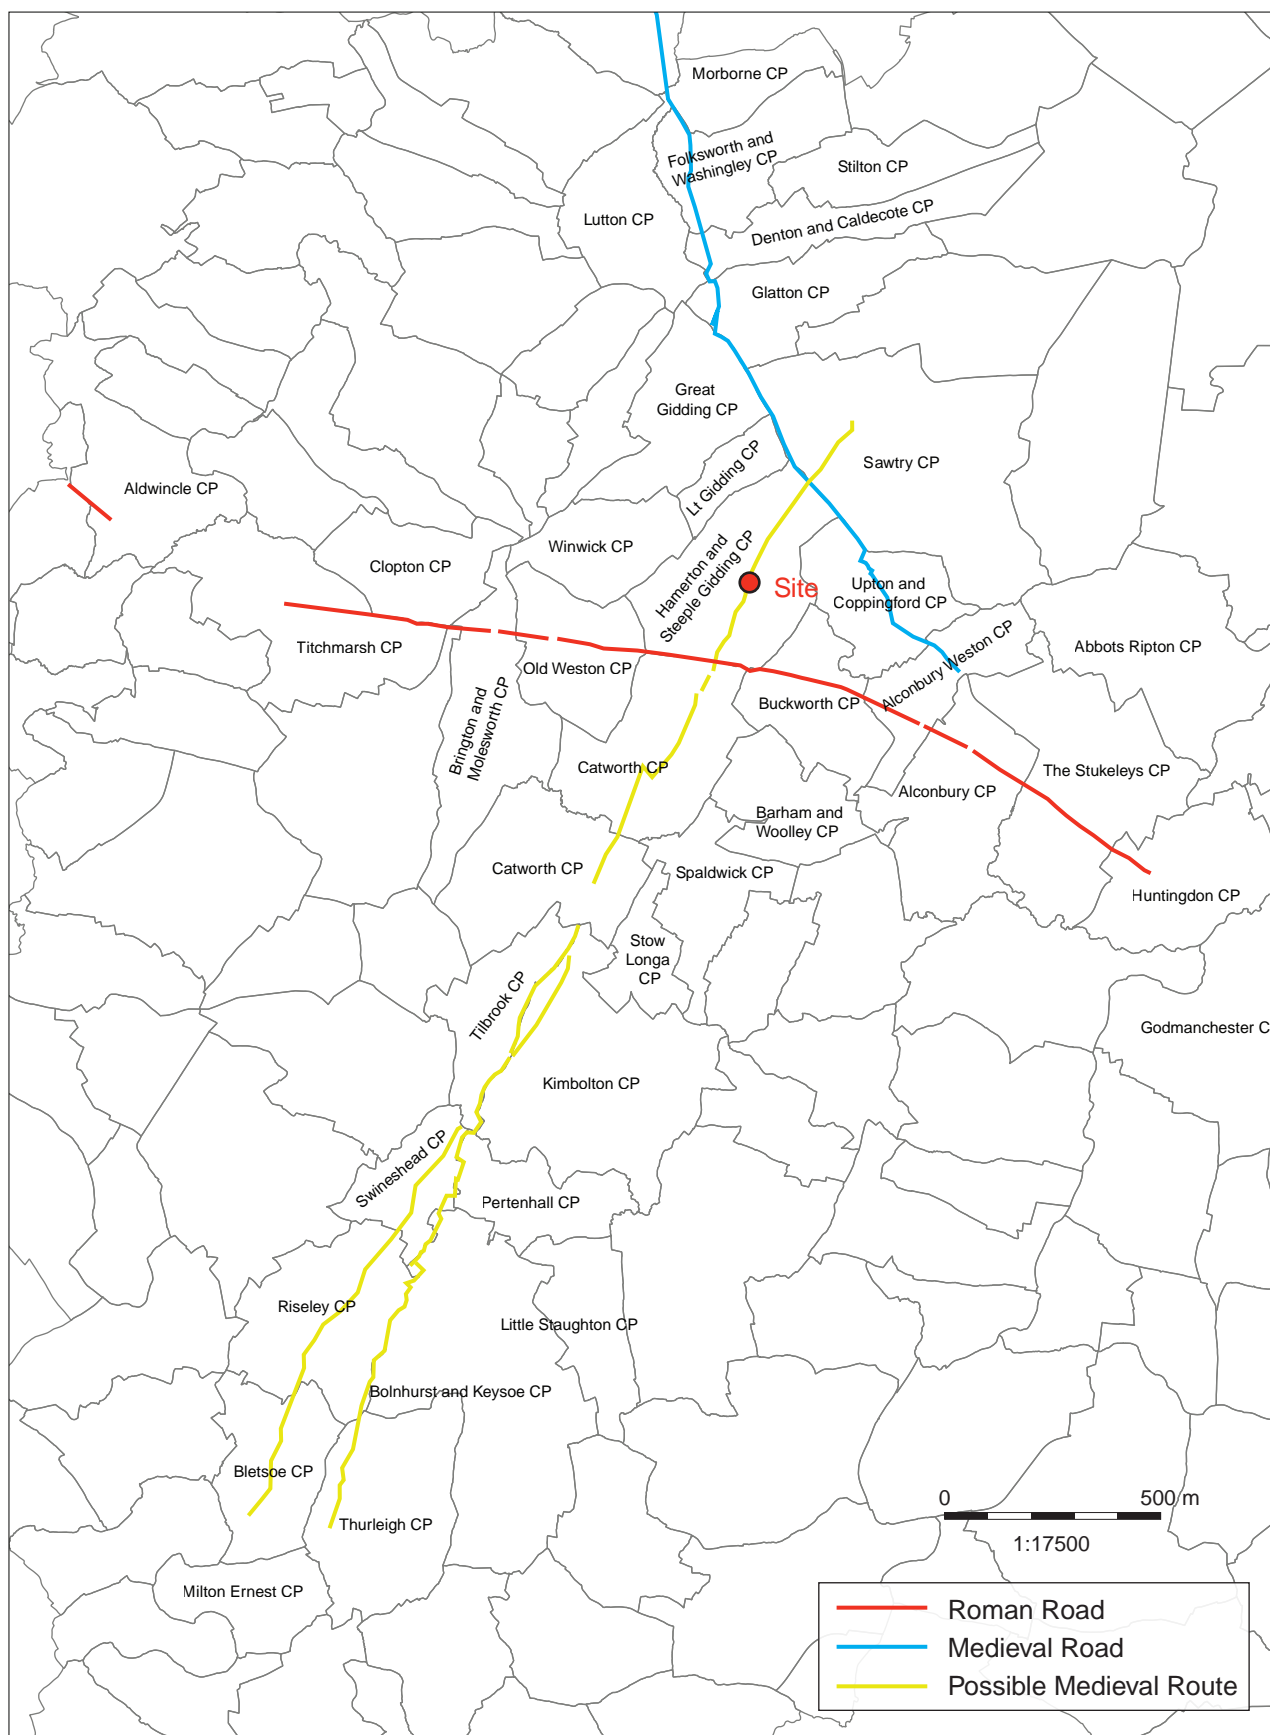 Morborne CP
Folksworth and
Washingley CP
Stilton CP
Lutton CP
Denton and Caldecote CP
Glatton CP
Great
Gidding CP
Lt Gidding CP
Sawtry CP
Aldwincle CP
Winwick CP
Clopton CP
Hamerton and
Steeple Gidding CP
Site
Upton and
Coppingford CP
Titchmarsh CP
Old Weston CP
Alconbury Weston CP
Abbots Ripton CP
Brington and
Molesworth CP
Buckworth CP
Catworth CP
The Stukeleys CP
Alconbury CP
Barham and
Woolley CP
Catworth CP
Spaldwick CP
Huntingdon CP
Stow
Longa
CP
Tilbrook CP
Godmanchester C
Kimbolton CP
Swineshead CP
Pertenhall CP
Riseley CP
Little Staughton CP
Bolnhurst and Keysoe CP
Bletsoe CP
Thurleigh CP
Milton Ernest CP
0 500 m
1:17500
Roman Road
Medieval Road
Possible Medieval Route